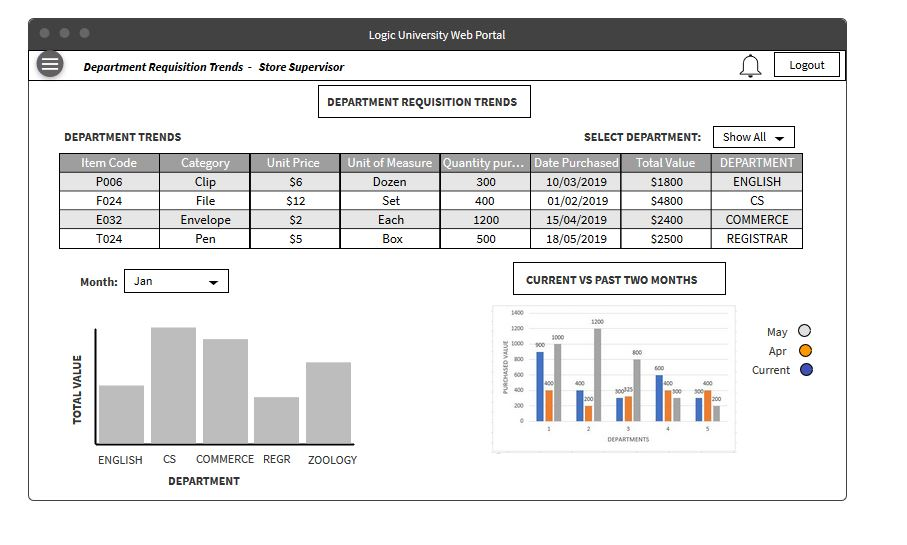 Logic University Web Portal
Department Requisition Trends - Store Supervisor
Logout
DEPARTMENT REQUISITION TRENDS
DEPARTMENT TRENDS
SELECT DEPARTMENT:
Show All
Item Code Category Unit Price Unit of Measure Quantity pur... Date Purchased Total Value DEPARTMENT
P006 Clip $6 Dozen 300 10/03/2019 $1800 ENGLISH
F024 File $12 Set 400 01/02/2019 $4800 CS
E032 Envelope $2 Each 1200 15/04/2019 $2400 COMMERCE
T024 Pen $5 Box 500 18/05/2019 $2500 REGISTRAR
Month: Jan
TOTAL VALUE
ENGLISH CS COMMERCE REGR ZOOLOGY
DEPARTMENT
CURRENT VS PAST TWO MONTHS
PURCHASED VALUE
1400
1200
1000
800
600
400
200
0
900 400 1000
400 200 1200
300 325 800
600 400 300
300 400 200
1 2 3 4 5
DEPARTMENTS
May
Apr
Current